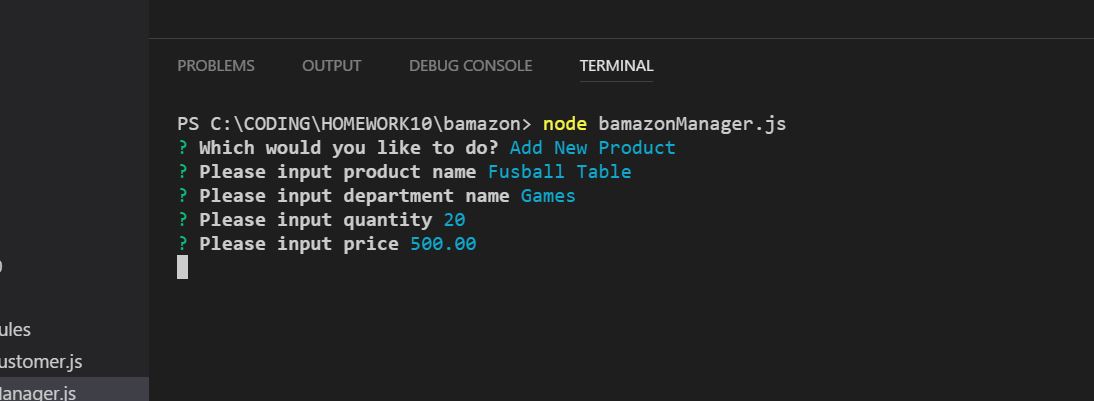 PROBLEMS OUTPUT DEBUG CONSOLE TERMINAL
PS C:\CODING\HOMEWORK10\bamazon> node bamazonManager.js
? Which would you like to do? Add New Product
? Please input product name Fusball Table
? Please input department name Games
? Please input quantity 20
? Please input price 500.00
ules
ustomer.js
anager.js